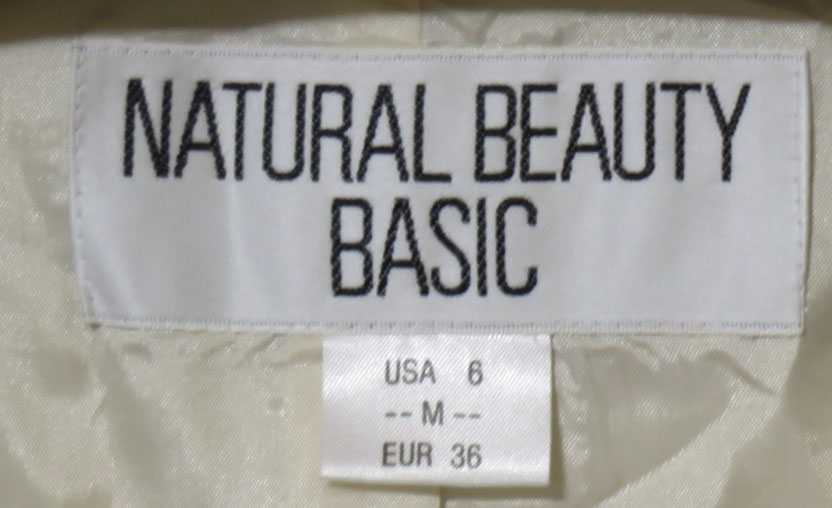 NATURAL BEAUTY
BASIC
USA 6
-- M --
EUR 36